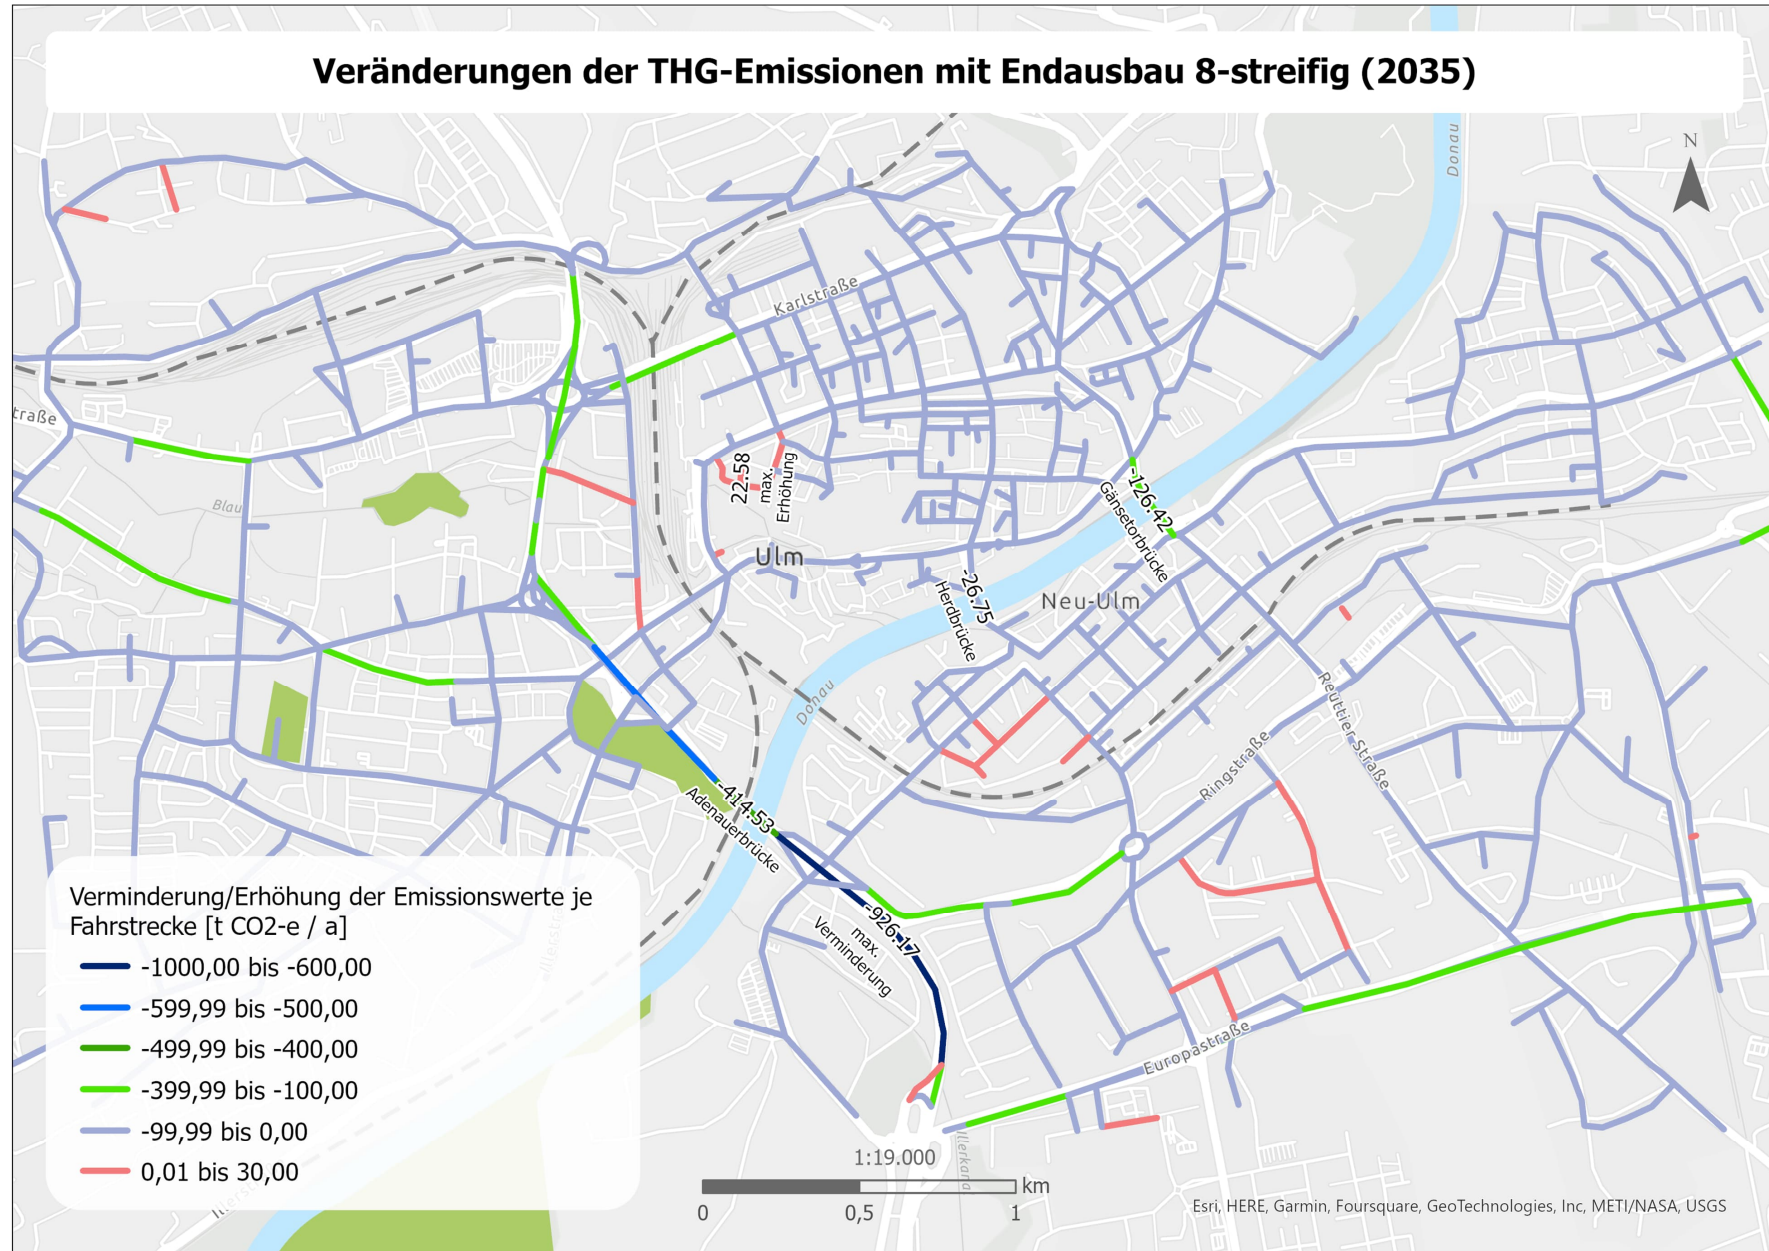 Veränderungen der THG-Emissionen mit Endausbau 8-streifig (2035)
Donau
N
Karlstraße
traße
Blau
22.58
max.
Erhöhung
Ulm
-126.42
Gänsetorbrücke
-26.75
Herdbrücke
Neu-Ulm
Donau
Reuttier Straße
Ringstraße
-414.53
Adenauerbrücke
-926.17
max.
Verminderung
Europastraße
Verminderung/Erhöhung der Emissionswerte je
Fahrstrecke [t CO2-e / a]
-1000,00 bis -600,00
-599,99 bis -500,00
-499,99 bis -400,00
-399,99 bis -100,00
-99,99 bis 0,00
0,01 bis 30,00
Illerkana
1:19.000
km
0
0,5
1
Esri, HERE, Garmin, Foursquare, GeoTechnologies, Inc, METI/NASA, USGS